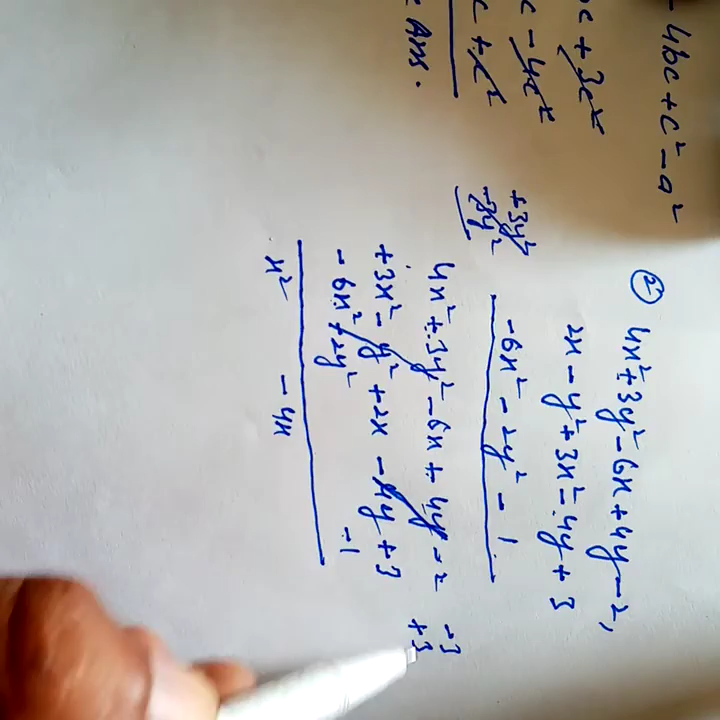 - 4bc + c² - a²
c + 3c²
c - 4c²
c + c²
Ans.
② 4x² + 3y² - 6x + 4y - 2,
2x - y² + 3x² - 4y + 3
- 6x² - 2y² - 1
+3y²
-3y²
4x² + 3y² - 6x + 4y - 2
+3x² - y² + 2x - 4y + 3
- 6x² + 2y² -1
x² - 4x
-3
+3